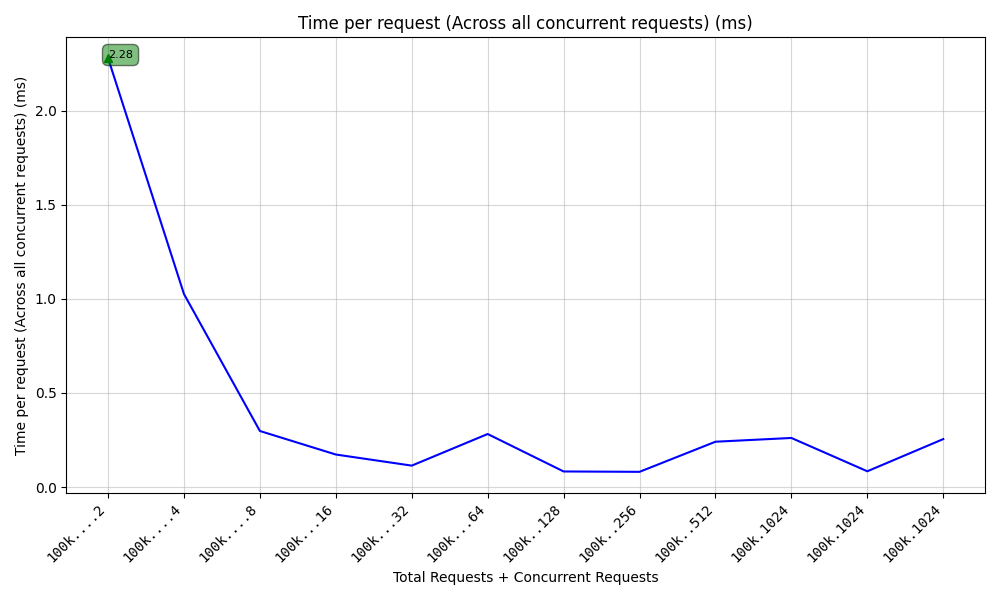 Time per request (Across all concurrent requests) (ms)
2.28
Time per request (Across all concurrent requests) (ms)
2.0
1.5
1.0
0.5
0.0
100k....2
100k....4
100k....8
100k...16
100k...32
100k...64
100k..128
100k..256
100k..512
100k.1024
100k.1024
100k.1024
Total Requests + Concurrent Requests